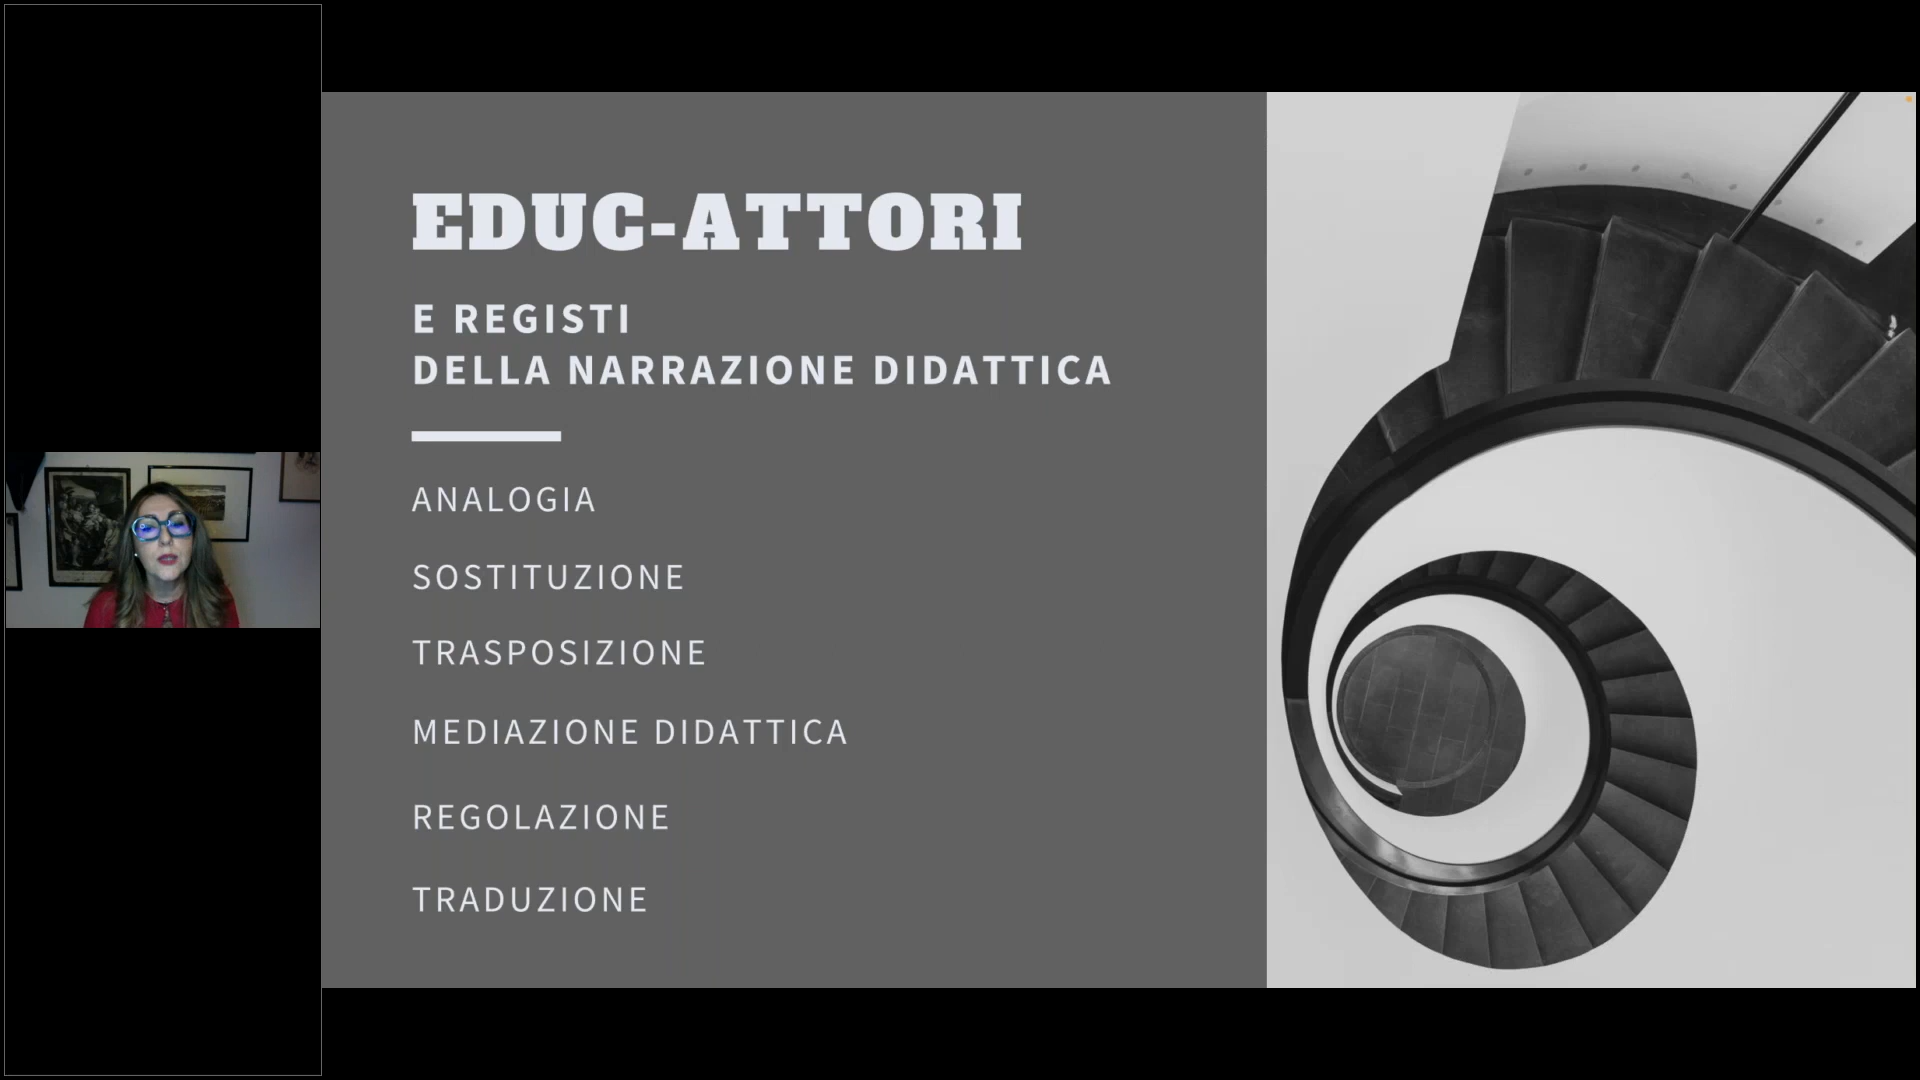 EDUC-ATTORI
E REGISTI
DELLA NARRAZIONE DIDATTICA
ANALOGIA
SOSTITUZIONE
TRASPOSIZIONE
MEDIAZIONE DIDATTICA
REGOLAZIONE
TRADUZIONE